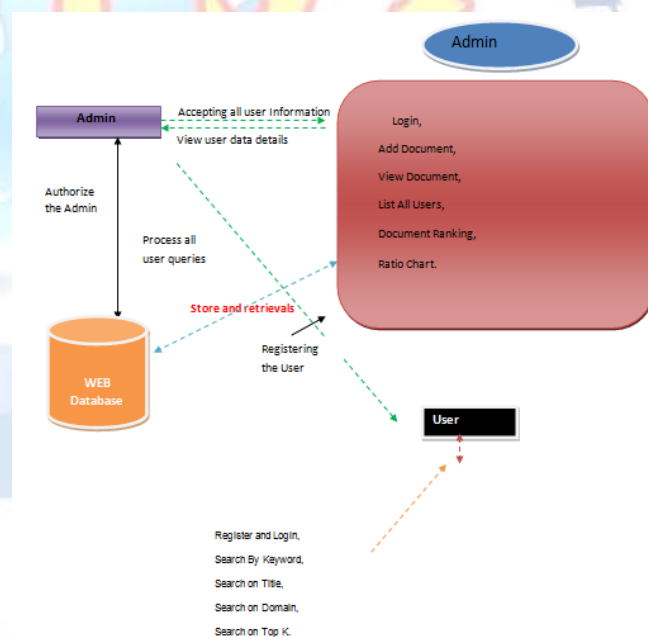 Admin
Admin
Accepting all user Information
View user data details
Login,
Add Document,
View Document,
List All Users,
Document Ranking,
Ratio Chart.
Authorize
the Admin
Process all
user queries
Store and retrievals
Registering
the User
WEB
Database
User
Register and Login,
Search By Keyword,
Search on Title,
Search on Domain,
Search on Top K.